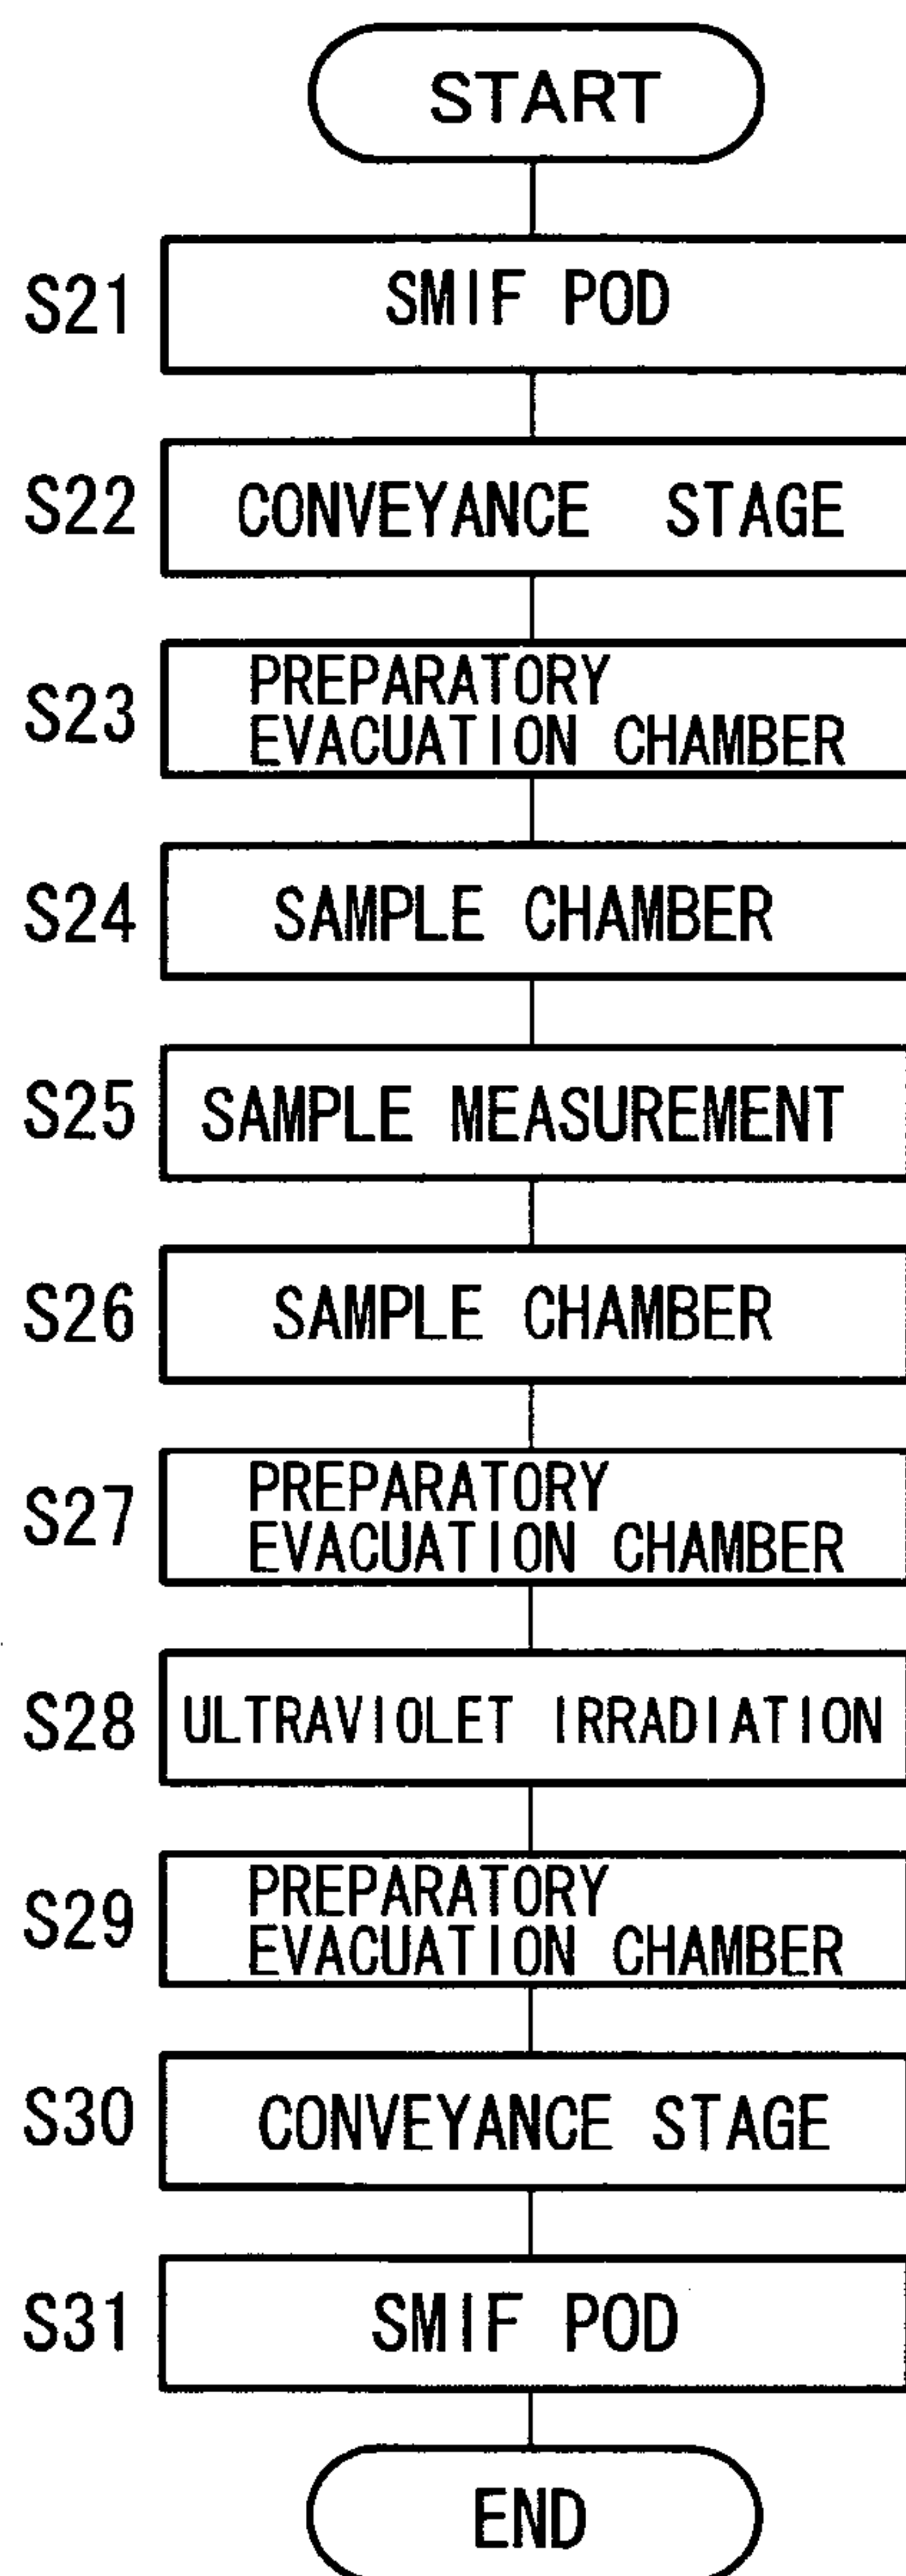 START
S21 SMIF POD
S22 CONVEYANCE STAGE
S23 PREPARATORY
EVACUATION CHAMBER
S24 SAMPLE CHAMBER
S25 SAMPLE MEASUREMENT
S26 SAMPLE CHAMBER
S27 PREPARATORY
EVACUATION CHAMBER
S28 ULTRAVIOLET IRRADIATION
S29 PREPARATORY
EVACUATION CHAMBER
S30 CONVEYANCE STAGE
S31 SMIF POD
END